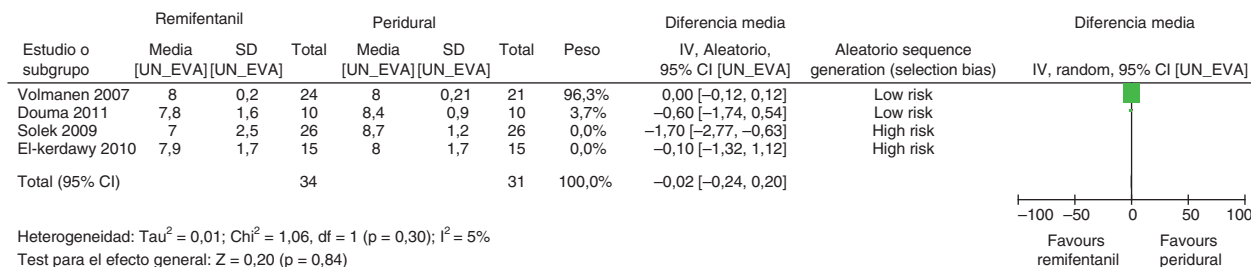 Remifentanil Peridural Diferencia media Diferencia media
Estudio o subgrupo Media [UN_EVA] SD [UN_EVA] Total Media [UN_EVA] SD [UN_EVA] Total Peso IV, Aleatorio, 95% CI [UN_EVA] Aleatorio sequence generation (selection bias) IV, random, 95% CI [UN_EVA]
Volmanen 2007 8 0,2 24 8 0,21 21 96,3% 0,00 [–0,12, 0,12] Low risk
Douma 2011 7,8 1,6 10 8,4 0,9 10 3,7% –0,60 [–1,74, 0,54] Low risk
Solek 2009 7 2,5 26 8,7 1,2 26 0,0% –1,70 [–2,77, –0,63] High risk
El-kerdawy 2010 7,9 1,7 15 8 1,7 15 0,0% –0,10 [–1,32, 1,12] High risk
Total (95% CI) 34 31 100,0% –0,02 [–0,24, 0,20]
–100 –50 0 50 100
Heterogeneidad: Tau² = 0,01; Chi² = 1,06, df = 1 (p = 0,30); I² = 5%
Test para el efecto general: Z = 0,20 (p = 0,84)
Favours remifentanil Favours peridural